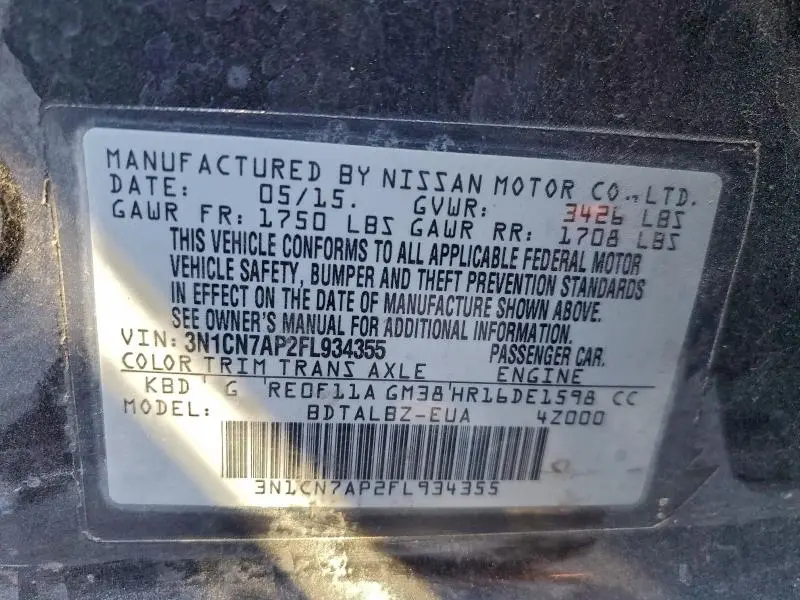 MANUFACTURED BY NISSAN MOTOR CO., LTD.
DATE: 05/15. GVWR: 3426 LBS
GAWR FR: 1750 LBS GAWR RR: 1708 LBS
THIS VEHICLE CONFORMS TO ALL APPLICABLE FEDERAL MOTOR
VEHICLE SAFETY, BUMPER AND THEFT PREVENTION STANDARDS
IN EFFECT ON THE DATE OF MANUFACTURE SHOWN ABOVE.
SEE OWNER'S MANUAL FOR ADDITIONAL INFORMATION.
VIN: 3N1CN7AP2FL934355 PASSENGER CAR.
COLOR TRIM TRANS AXLE ENGINE
KBD G RE0F11A GM38 HR16DE1598 CC
MODEL: BDTALBZ-EUA 4Z000
3N1CN7AP2FL934355